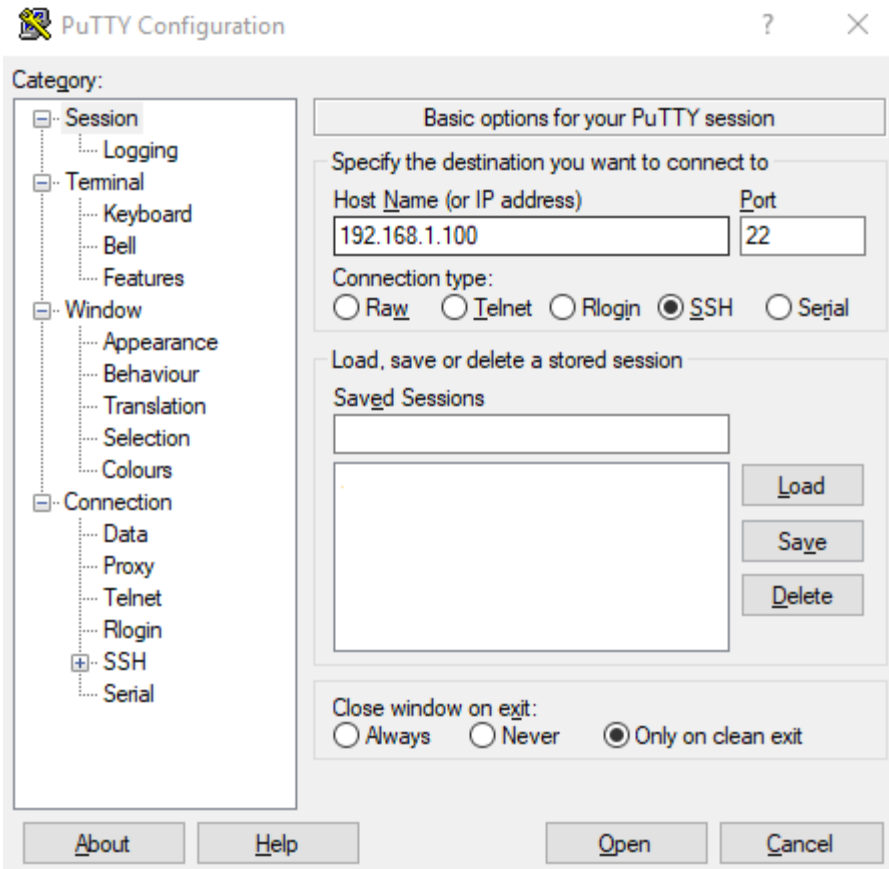 PuTTY Configuration ? ×
Category:
Session
Logging
Terminal
Keyboard
Bell
Features
Window
Appearance
Behaviour
Translation
Selection
Colours
Connection
Data
Proxy
Telnet
Rlogin
SSH
Serial
Basic options for your PuTTY session
Specify the destination you want to connect to
Host Name (or IP address) Port
192.168.1.100 22
Connection type:
Raw Telnet Rlogin SSH Serial
Load, save or delete a stored session
Saved Sessions
Load
Save
Delete
Close window on exit:
Always Never Only on clean exit
About Help Open Cancel